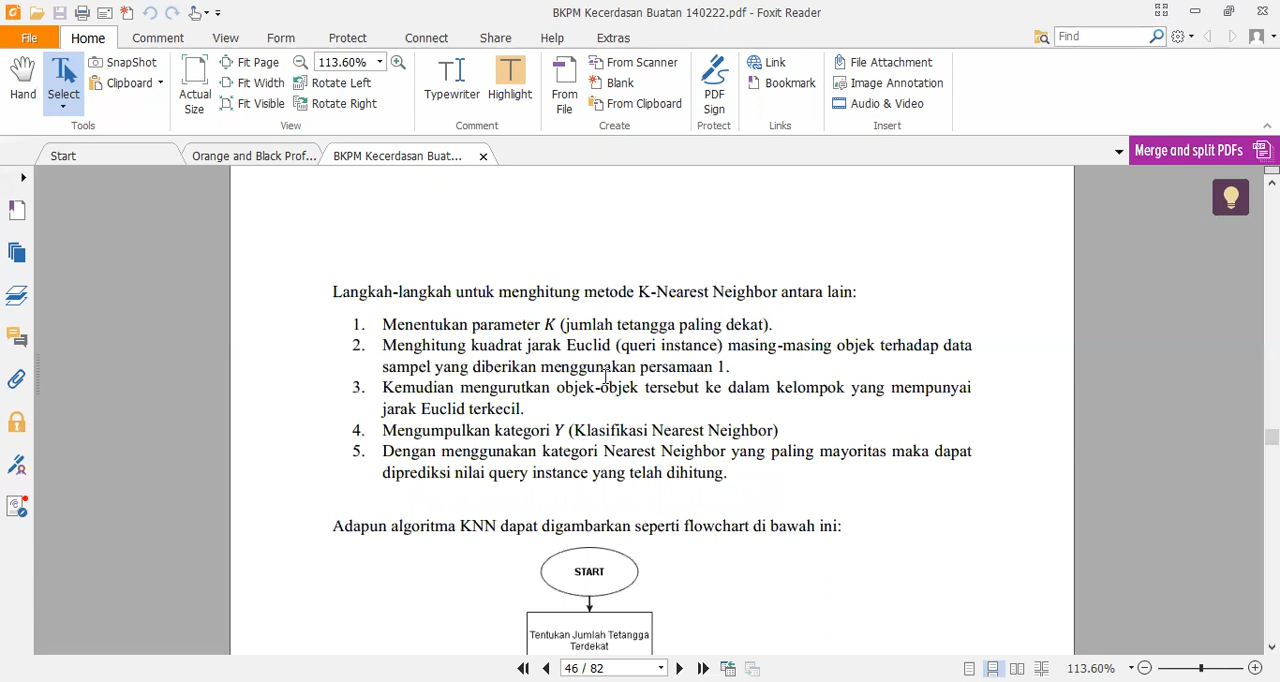 BKPM Kecerdasan Buatan 140222.pdf - Foxit Reader
File Home Comment View Form Protect Connect Share Help Extras Find
Hand Select SnapShot Clipboard Tools
Actual Size Fit Page Fit Width Fit Visible 113.60% Rotate Left Rotate Right View
Typewriter Highlight Comment
From File From Scanner Blank From Clipboard Create
PDF Sign Protect
Link Bookmark Links
File Attachment Image Annotation Audio & Video Insert
Start Orange and Black Prof... BKPM Kecerdasan Buat... Merge and split PDFs
Langkah-langkah untuk menghitung metode K-Nearest Neighbor antara lain:
1. Menentukan parameter K (jumlah tetangga paling dekat).
2. Menghitung kuadrat jarak Euclid (queri instance) masing-masing objek terhadap data
sampel yang diberikan menggunakan persamaan 1.
3. Kemudian mengurutkan objek-objek tersebut ke dalam kelompok yang mempunyai
jarak Euclid terkecil.
4. Mengumpulkan kategori Y (Klasifikasi Nearest Neighbor)
5. Dengan menggunakan kategori Nearest Neighbor yang paling mayoritas maka dapat
diprediksi nilai query instance yang telah dihitung.
Adapun algoritma KNN dapat digambarkan seperti flowchart di bawah ini:
START
Tentukan Jumlah Tetangga
Terdekat
46 / 82 113.60%